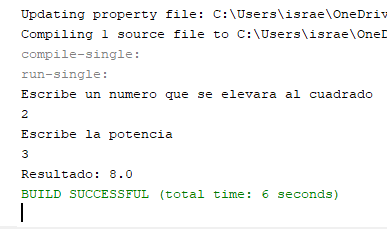 Updating property file: C:\Users\israe\OneDriv
Compiling 1 source file to C:\Users\israe\OneD
compile-single:
run-single:
Escribe un numero que se elevara al cuadrado
2
Escribe la potencia
3
Resultado: 8.0
BUILD SUCCESSFUL (total time: 6 seconds)